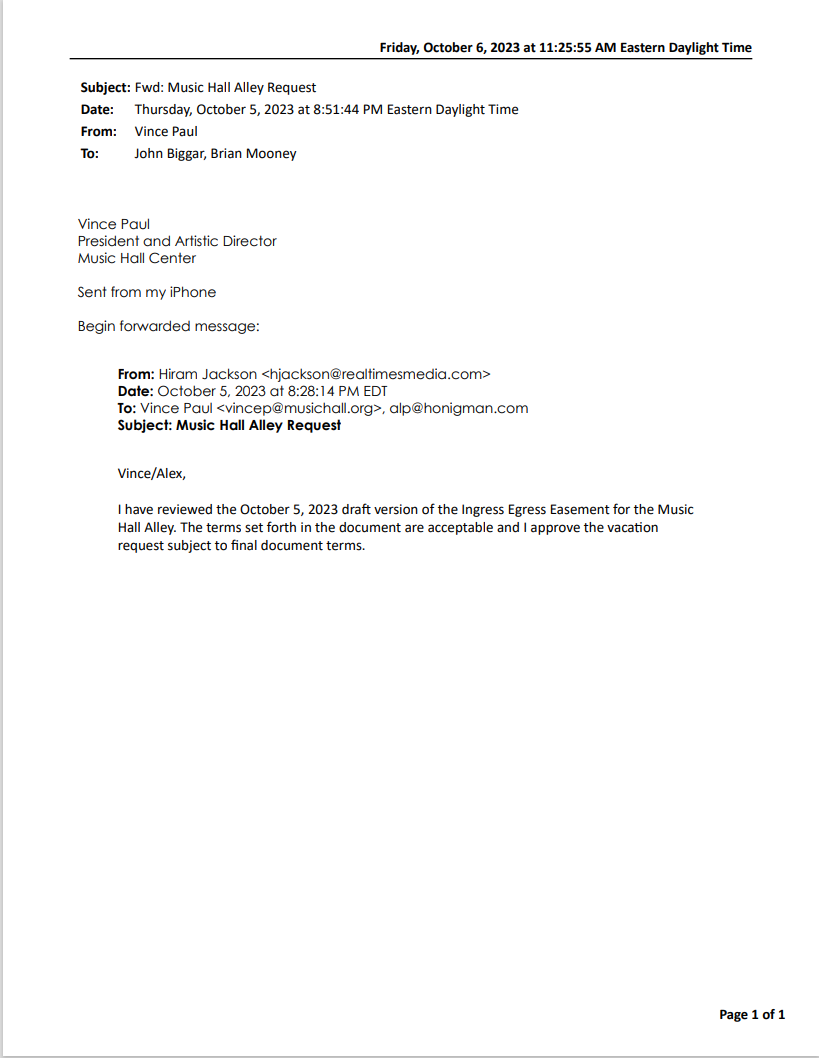 Friday, October 6, 2023 at 11:25:55 AM Eastern Daylight Time
Subject: Fwd: Music Hall Alley Request
Date: Thursday, October 5, 2023 at 8:51:44 PM Eastern Daylight Time
From: Vince Paul
To: John Biggar, Brian Mooney
Vince Paul
President and Artistic Director
Music Hall Center
Sent from my iPhone
Begin forwarded message:
From: Hiram Jackson <hjackson@realtimesmedia.com>
Date: October 5, 2023 at 8:28:14 PM EDT
To: Vince Paul <vincep@musichall.org>, alp@honigman.com
Subject: Music Hall Alley Request
Vince/Alex,
I have reviewed the October 5, 2023 draft version of the Ingress Egress Easement for the Music
Hall Alley. The terms set forth in the document are acceptable and I approve the vacation
request subject to final document terms.
Page 1 of 1